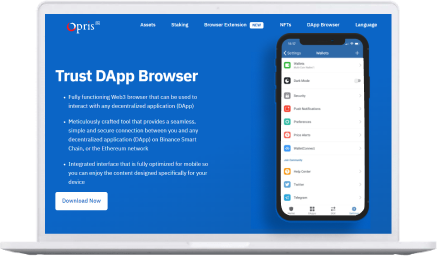 Opris
Assets Staking Browser Extension NEW NFTs DApp Browser Language
Trust DApp Browser
Fully functioning Web3 browser that can be used to
interact with any decentralized application (DApp)
Meticulously crafted tool that provides a seamless,
simple and secure connection between you and any
decentralized application (DApp) on Binance Smart
Chain, or the Ethereum network
Integrated interface that is fully optimized for mobile so
you can enjoy the content designed specifically for your
device
Download Now
Settings Wallets
Wallets
Dark Mode
Security
Push Notifications
Preferences
Price Alerts
WalletConnect
Help Center
Twitter
Telegram